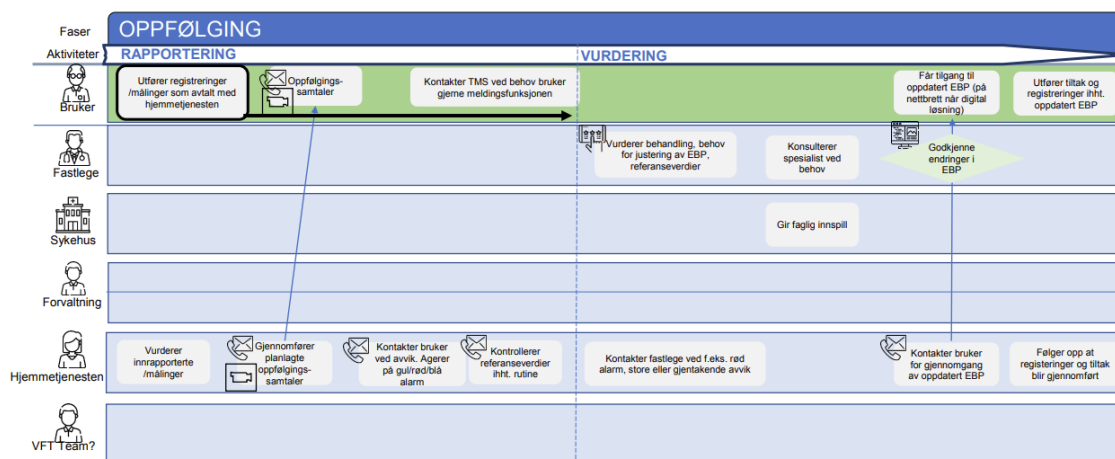 Faser
OPPFØLGING
Aktiviteter
RAPPORTERING
VURDERING
Bruker
Utfører registreringer
/målinger som avtalt med
hjemmetjenesten
Oppfølgings-
samtaler
Kontakter TMS ved behov bruker
gjerne meldingsfunksjonen
Får tilgang til
oppdatert EBP (på
nettbrett når digital
løsning)
Utfører tiltak og
registreringer ihht.
oppdatert EBP
Fastlege
Vurderer behandling, behov
for justering av EBP,
referanseverdier
Konsulterer
spesialist ved
behov
Godkjenne
endringer i
EBP
Sykehus
Gir faglig innspill
Forvaltning
Hjemmetjenesten
Vurderer
innrapporterte
/målinger
Gjennomfører
planlagte
oppfølgings-
samtaler
Kontakter bruker
ved avvik. Agerer
på gul/rød/blå
alarm
Kontrollerer
referanseverdier
ihht. rutine
Kontakter fastlege ved f.eks. rød
alarm, store eller gjentakende avvik
Kontakter bruker
for gjennomgang
av oppdatert EBP
Følger opp at
registeringer og tiltak
blir gjennomført
VFT Team?